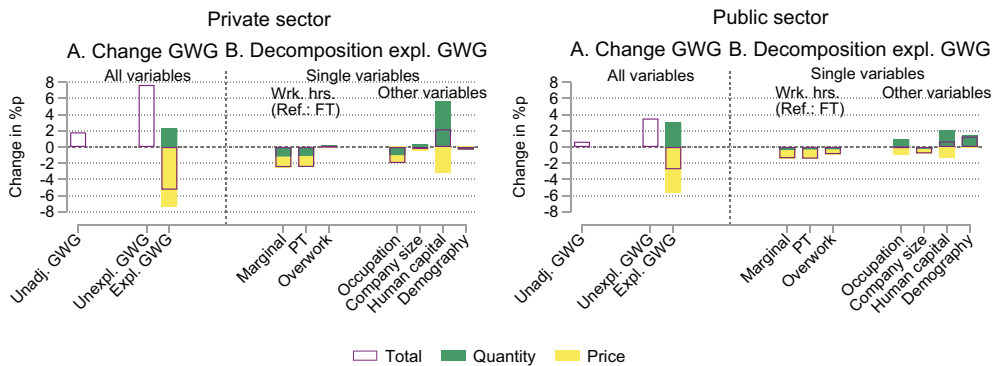 Private sector
A. Change GWG B. Decomposition expl. GWG
All variables
Single variables
Wrk. hrs.
(Ref.: FT)
Other variables
Change in %p
8
6
4
2
0
-2
-4
-6
-8
Unadj. GWG
Unexpl. GWG
Expl. GWG
Marginal
PT
Overwork
Occupation
Company size
Human capital
Demography
Public sector
A. Change GWG B. Decomposition expl. GWG
All variables
Single variables
Wrk. hrs.
(Ref.: FT)
Other variables
Change in %p
8
6
4
2
0
-2
-4
-6
-8
Unadj. GWG
Unexpl. GWG
Expl. GWG
Marginal
PT
Overwork
Occupation
Company size
Human capital
Demography
Total Quantity Price